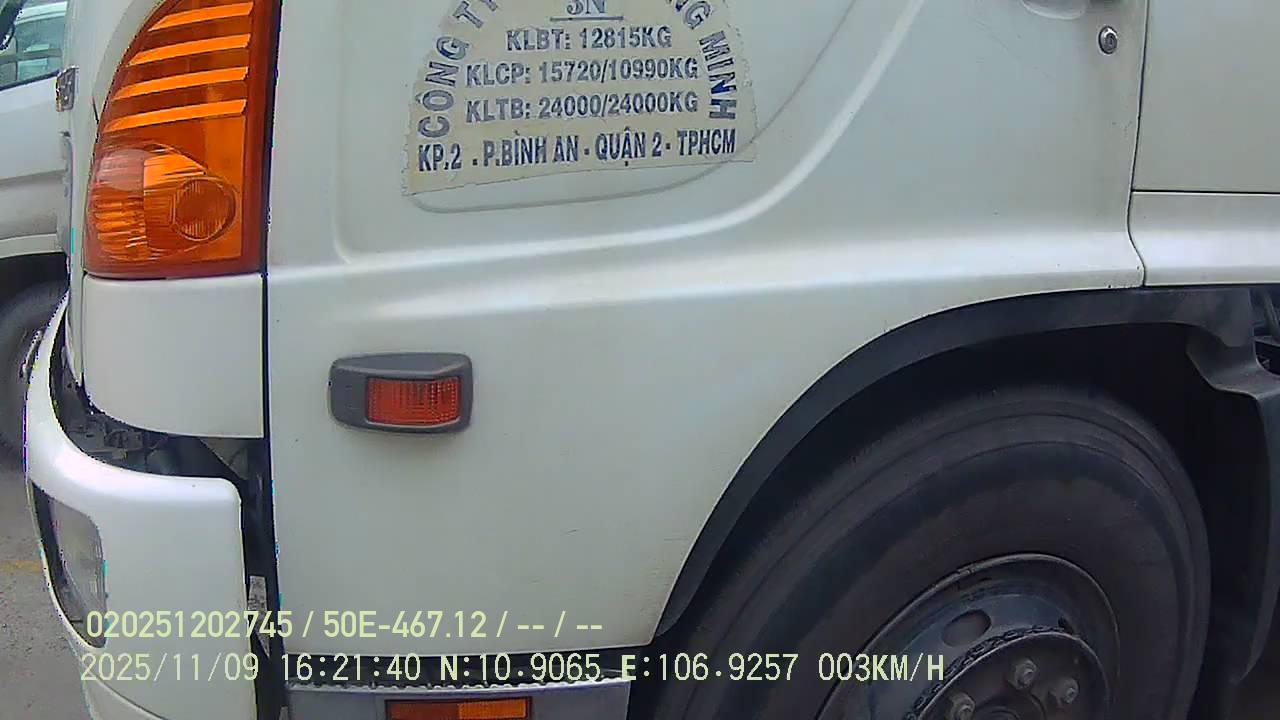 3N
CÔNG T
NG MINH
KLBT: 12815KG
KLCP: 15720/10990KG
KLTB: 24000/24000KG
KP.2 . P.BÌNH AN - QUẬN 2 - TPHCM
020251202745 / 50E-467.12 / -- / --
2025/11/09 16:21:40 N:10.9065 E:106.9257 003KM/H